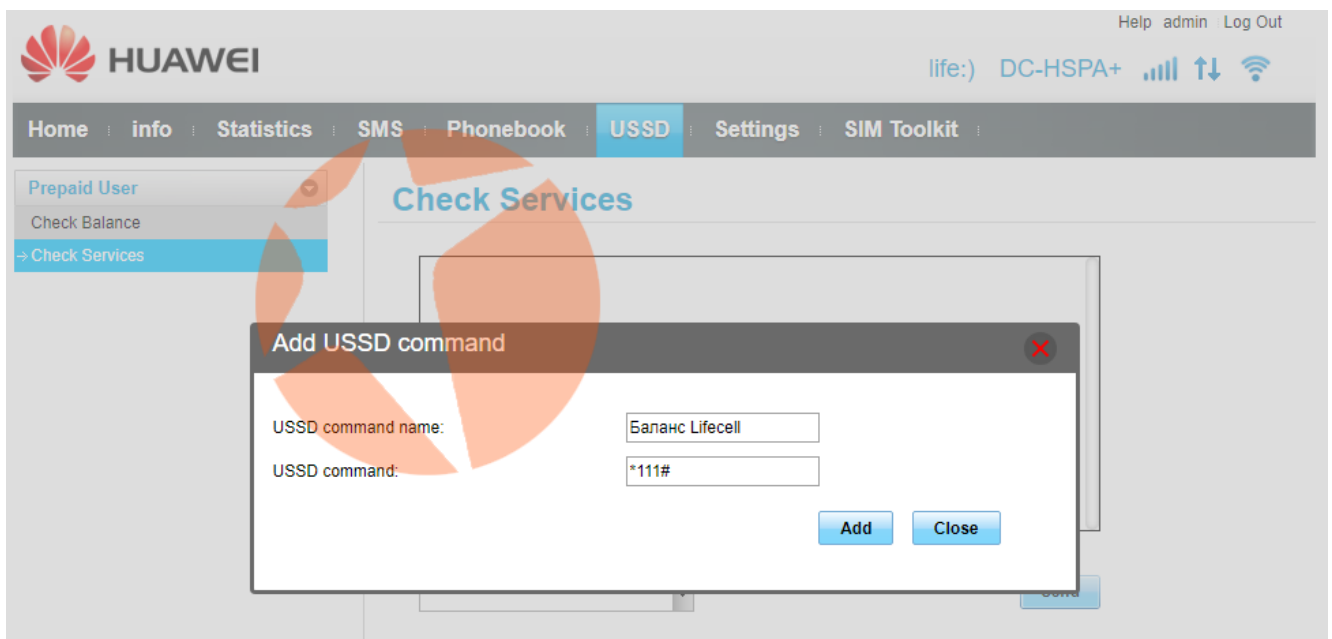 Help admin Log Out
HUAWEI
life:) DC-HSPA+
Home info Statistics SMS Phonebook USSD Settings SIM Toolkit
Prepaid User
Check Services
Check Balance
→ Check Services
Add USSD command
USSD command name: Баланс Lifecell
USSD command: *111#
Add Close
Send